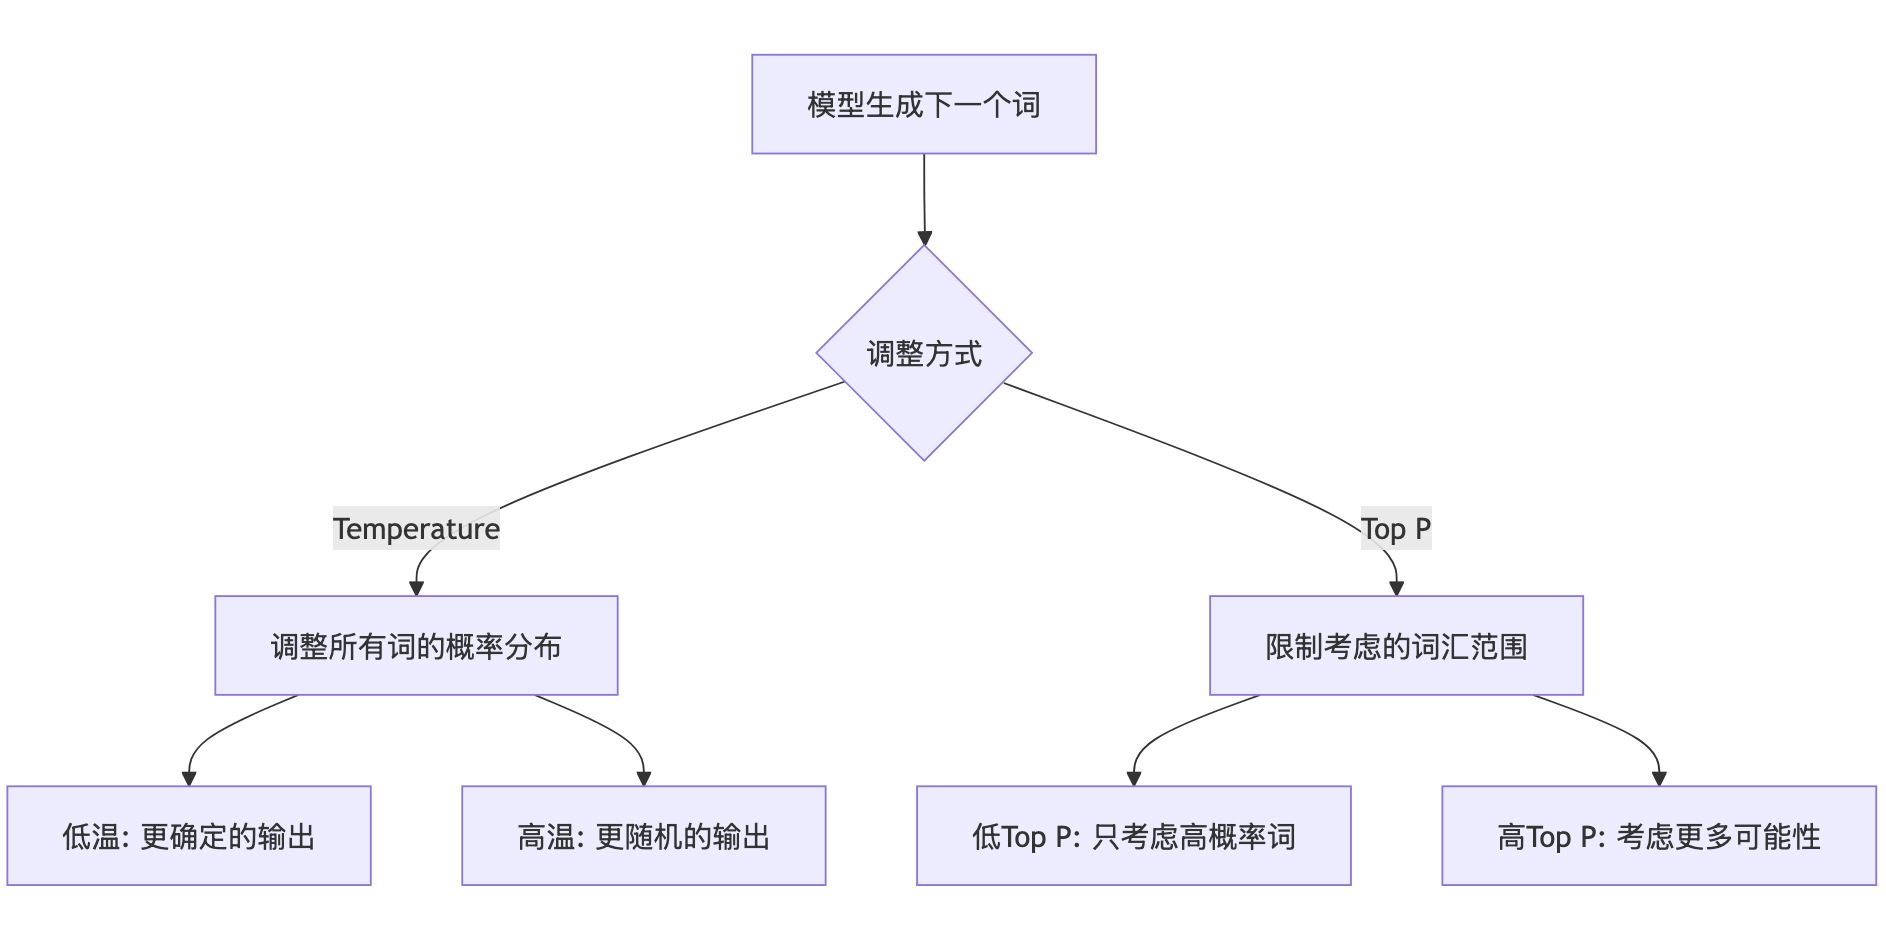 模型生成下一个词
调整方式
Temperature
Top P
调整所有词的概率分布
限制考虑的词汇范围
低温: 更确定的输出
高温: 更随机的输出
低Top P: 只考虑高概率词
高Top P: 考虑更多可能性